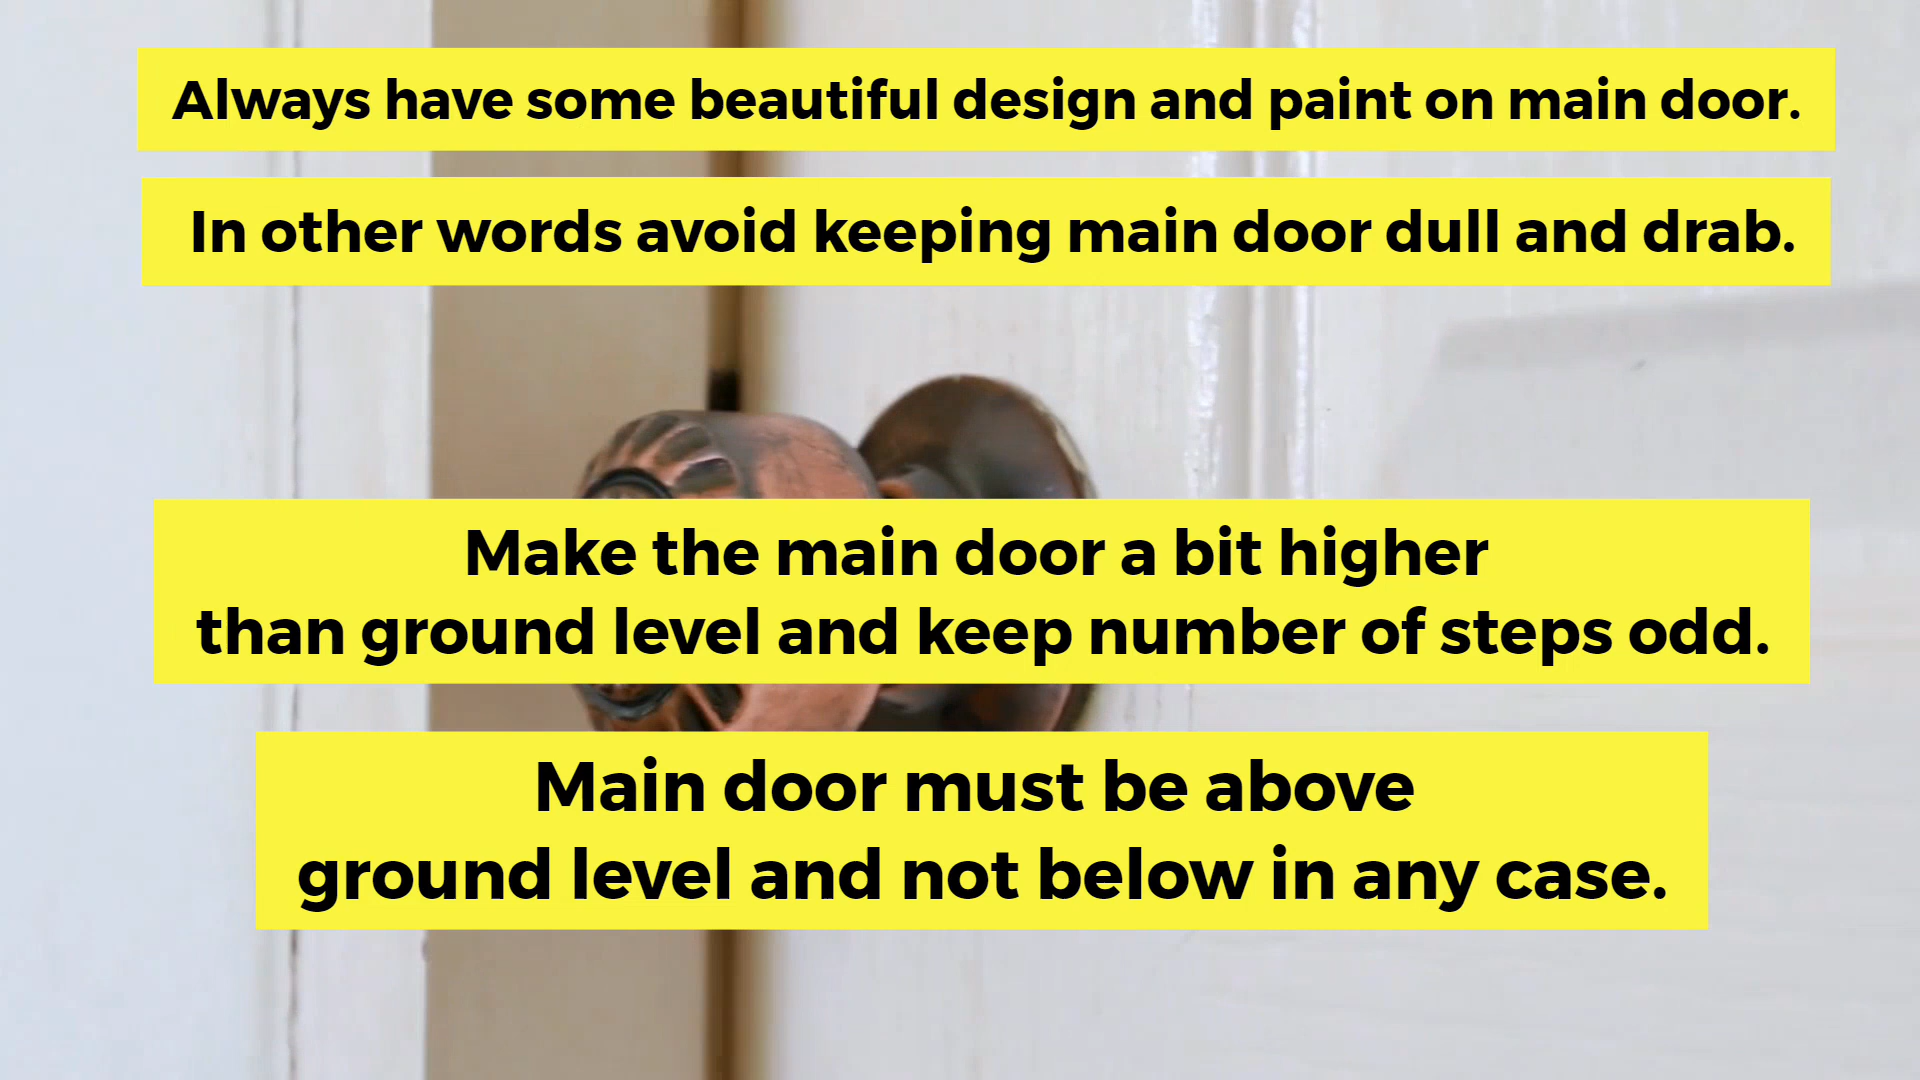 Always have some beautiful design and paint on main door.
In other words avoid keeping main door dull and drab.
Make the main door a bit higher
than ground level and keep number of steps odd.
Main door must be above
ground level and not below in any case.